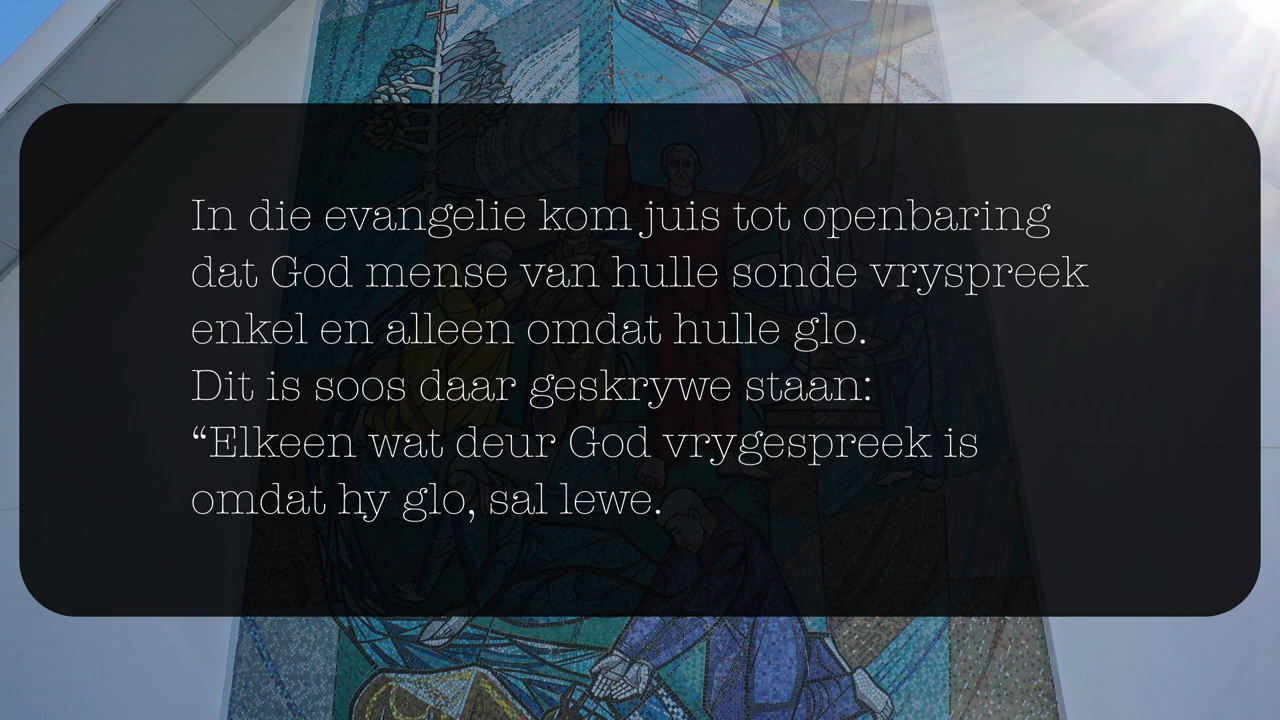 In die evangelie kom juis tot openbaring
dat God mense van hulle sonde vryspreek
enkel en alleen omdat hulle glo.
Dit is soos daar geskrywe staan:
“Elkeen wat deur God vrygespreek is
omdat hy glo, sal lewe.